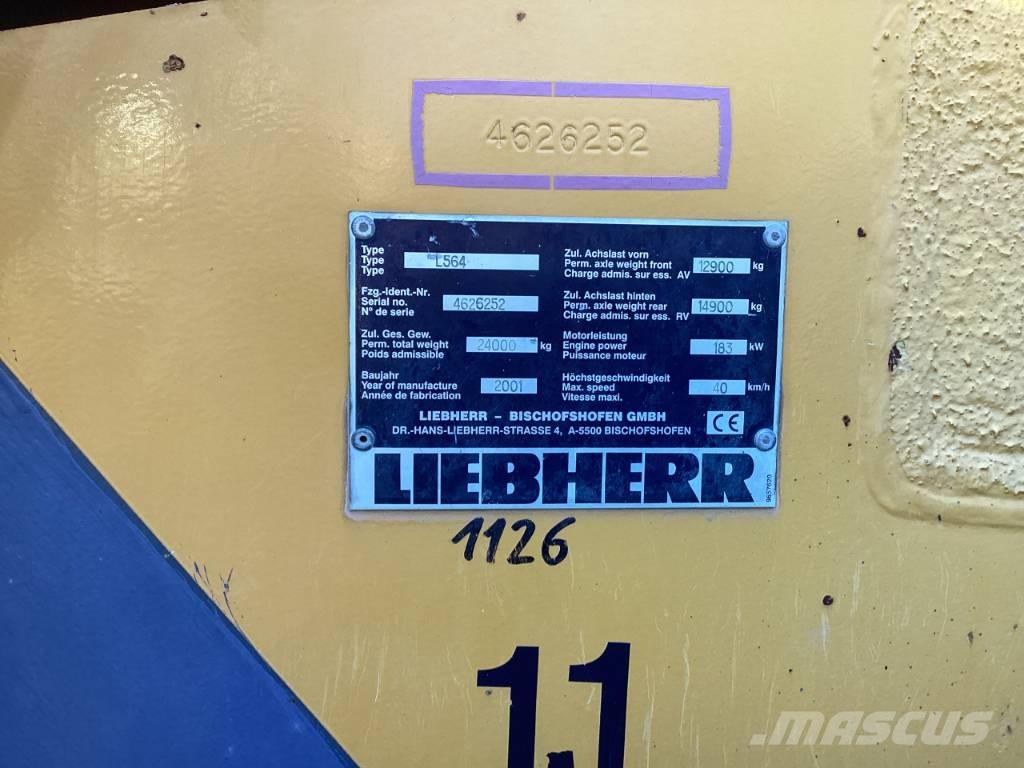 4626252
Type
Type L564
Type
Fzg.-Ident.-Nr.
Serial no. 4626252
N° de serie
Zul. Ges. Gew.
Perm. total weight 24000 kg
Poids admissible
Baujahr
Year of manufacture 2001
Année de fabrication
Zul. Achslast vorn
Perm. axle weight front 12900 kg
Charge admis. sur ess. AV
Zul. Achslast hinten
Perm. axle weight rear 14900 kg
Charge admis. sur ess. RV
Motorleistung
Engine power 183 kW
Puissance moteur
Höchstgeschwindigkeit
Max. speed 40 km/h
Vitesse maxi.
LIEBHERR – BISCHOFSHOFEN GMBH
DR.-HANS-LIEBHERR-STRASSE 4, A-5500 BISCHOFSHOFEN
CE
LIEBHERR
9657620
1126
11
MASCUS